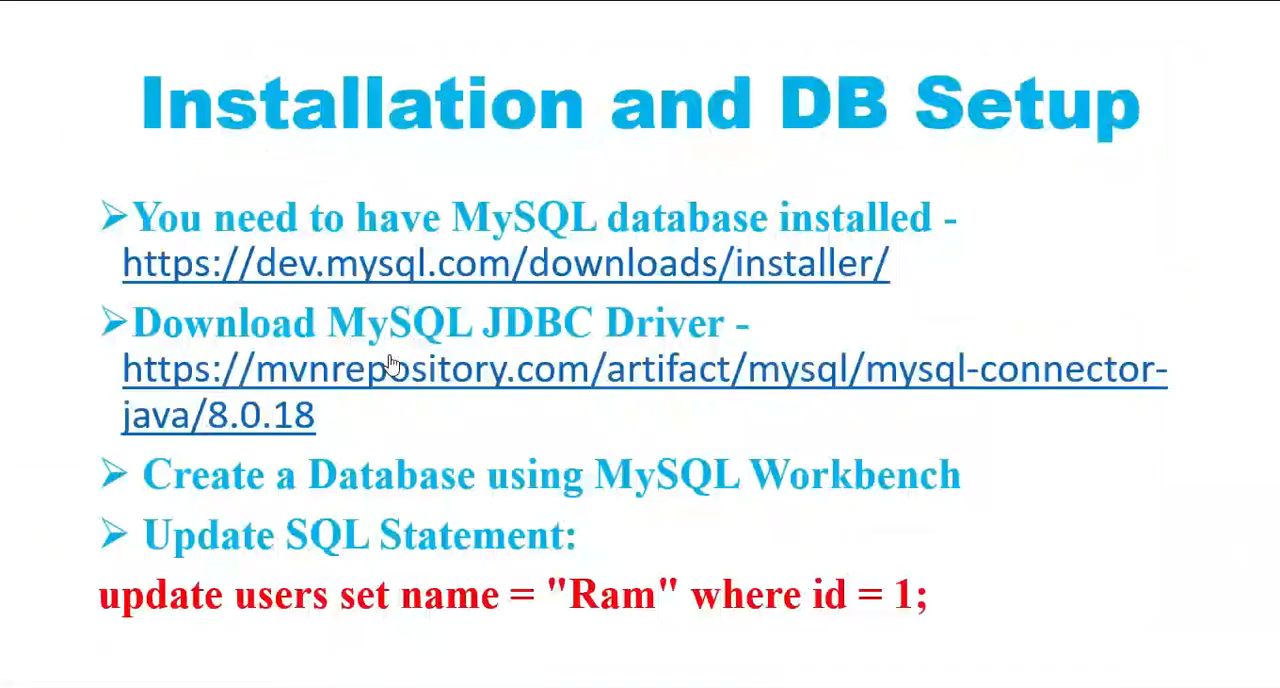 Installation and DB Setup
➢You need to have MySQL database installed -
https://dev.mysql.com/downloads/installer/
➢Download MySQL JDBC Driver -
https://mvnrepository.com/artifact/mysql/mysql-connector-
java/8.0.18
➢ Create a Database using MySQL Workbench
➢ Update SQL Statement:
update users set name = "Ram" where id = 1;